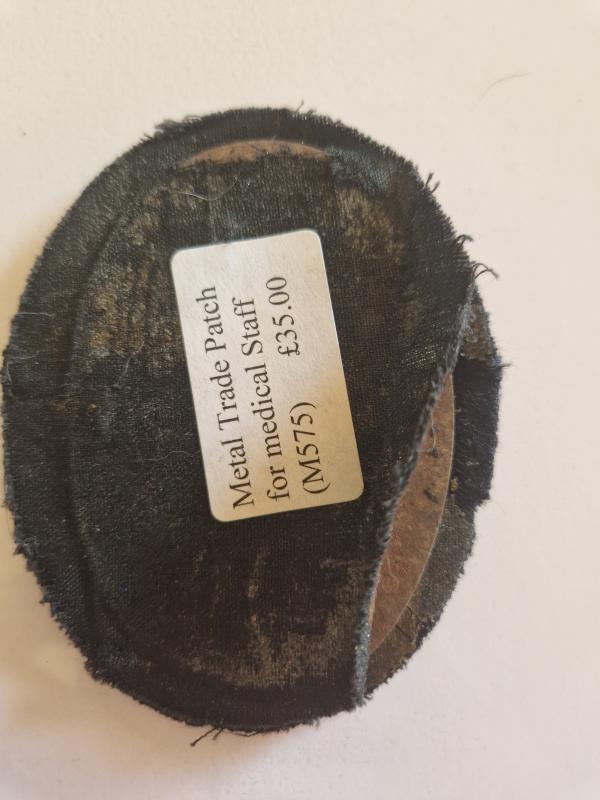 Metal Trade Patch
for medical Staff
(M575) £35.00